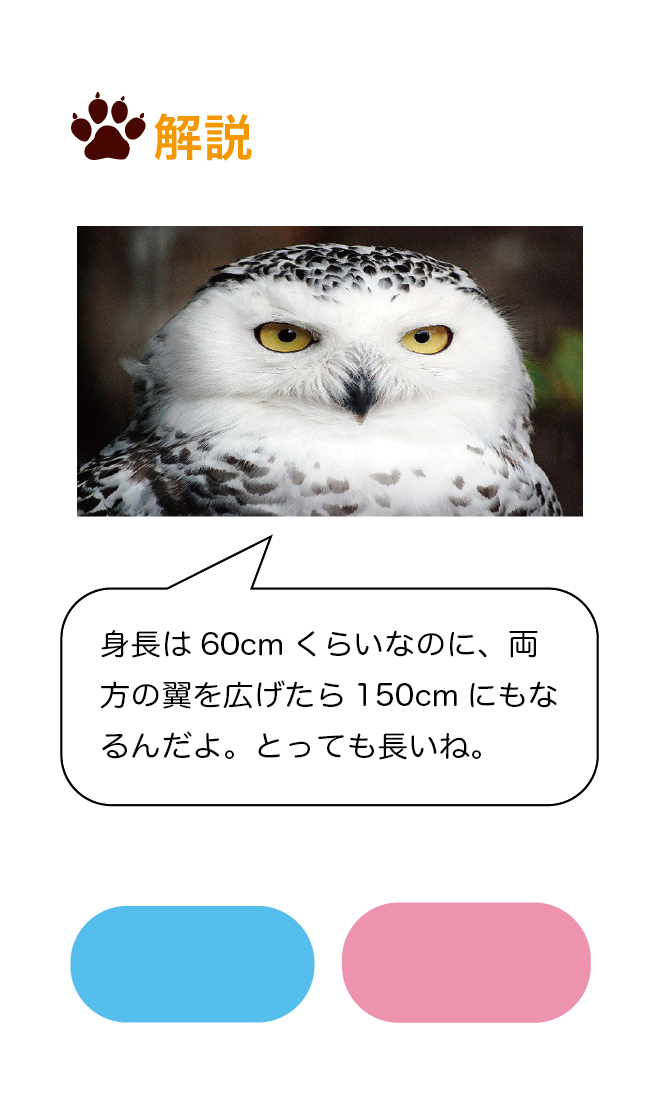 解説
身長は 60cm くらいなのに、両
方の翼を広げたら 150cm にもな
るんだよ。とっても長いね。